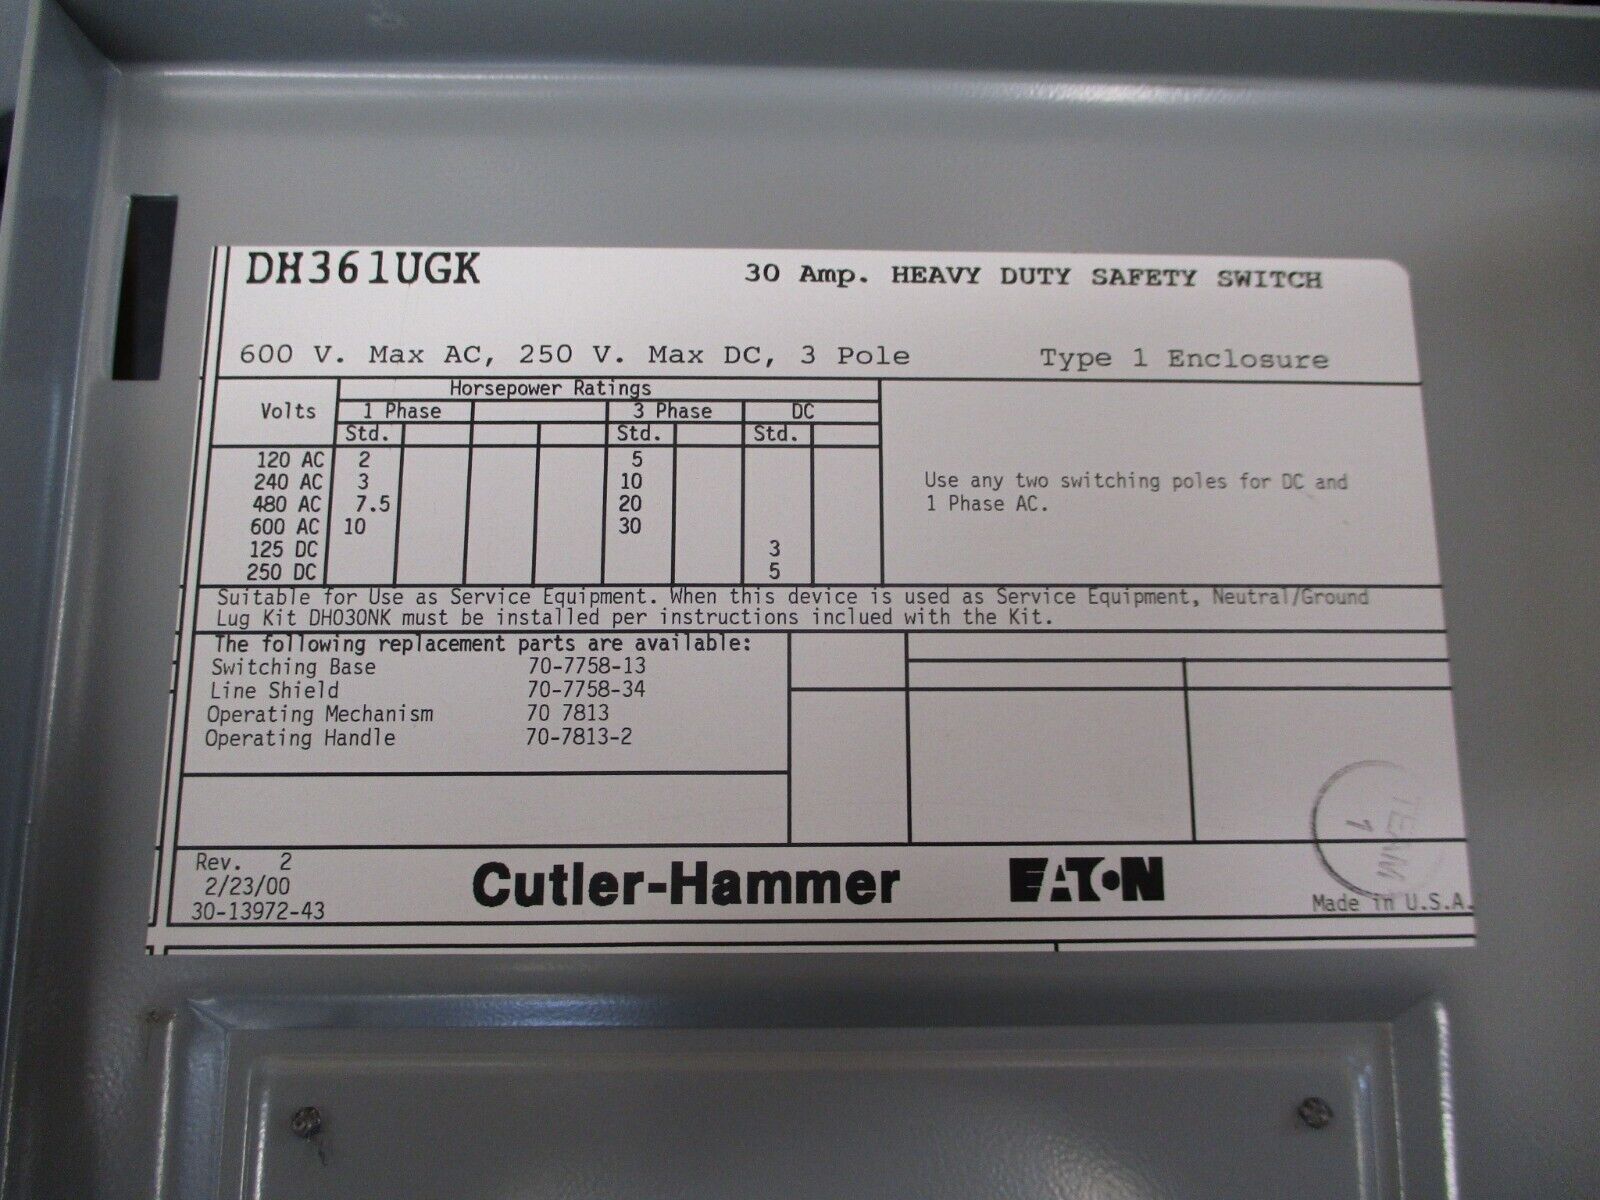 DH361UGK 30 Amp. HEAVY DUTY SAFETY SWITCH
600 V. Max AC, 250 V. Max DC, 3 Pole Type 1 Enclosure
Horsepower Ratings
Volts 1 Phase 3 Phase DC
Std. Std. Std.
120 AC 2 5
240 AC 3 10
480 AC 7.5 20
600 AC 10 30
125 DC 3
250 DC 5
Use any two switching poles for DC and
1 Phase AC.
Suitable for Use as Service Equipment. When this device is used as Service Equipment, Neutral/Ground
Lug Kit DH030NK must be installed per instructions inclued with the Kit.
The following replacement parts are available:
Switching Base 70-7758-13
Line Shield 70-7758-34
Operating Mechanism 70 7813
Operating Handle 70-7813-2
Rev. 2
2/23/00
30-13972-43
Cutler-Hammer EATON
TEAM
1
Made in U.S.A.